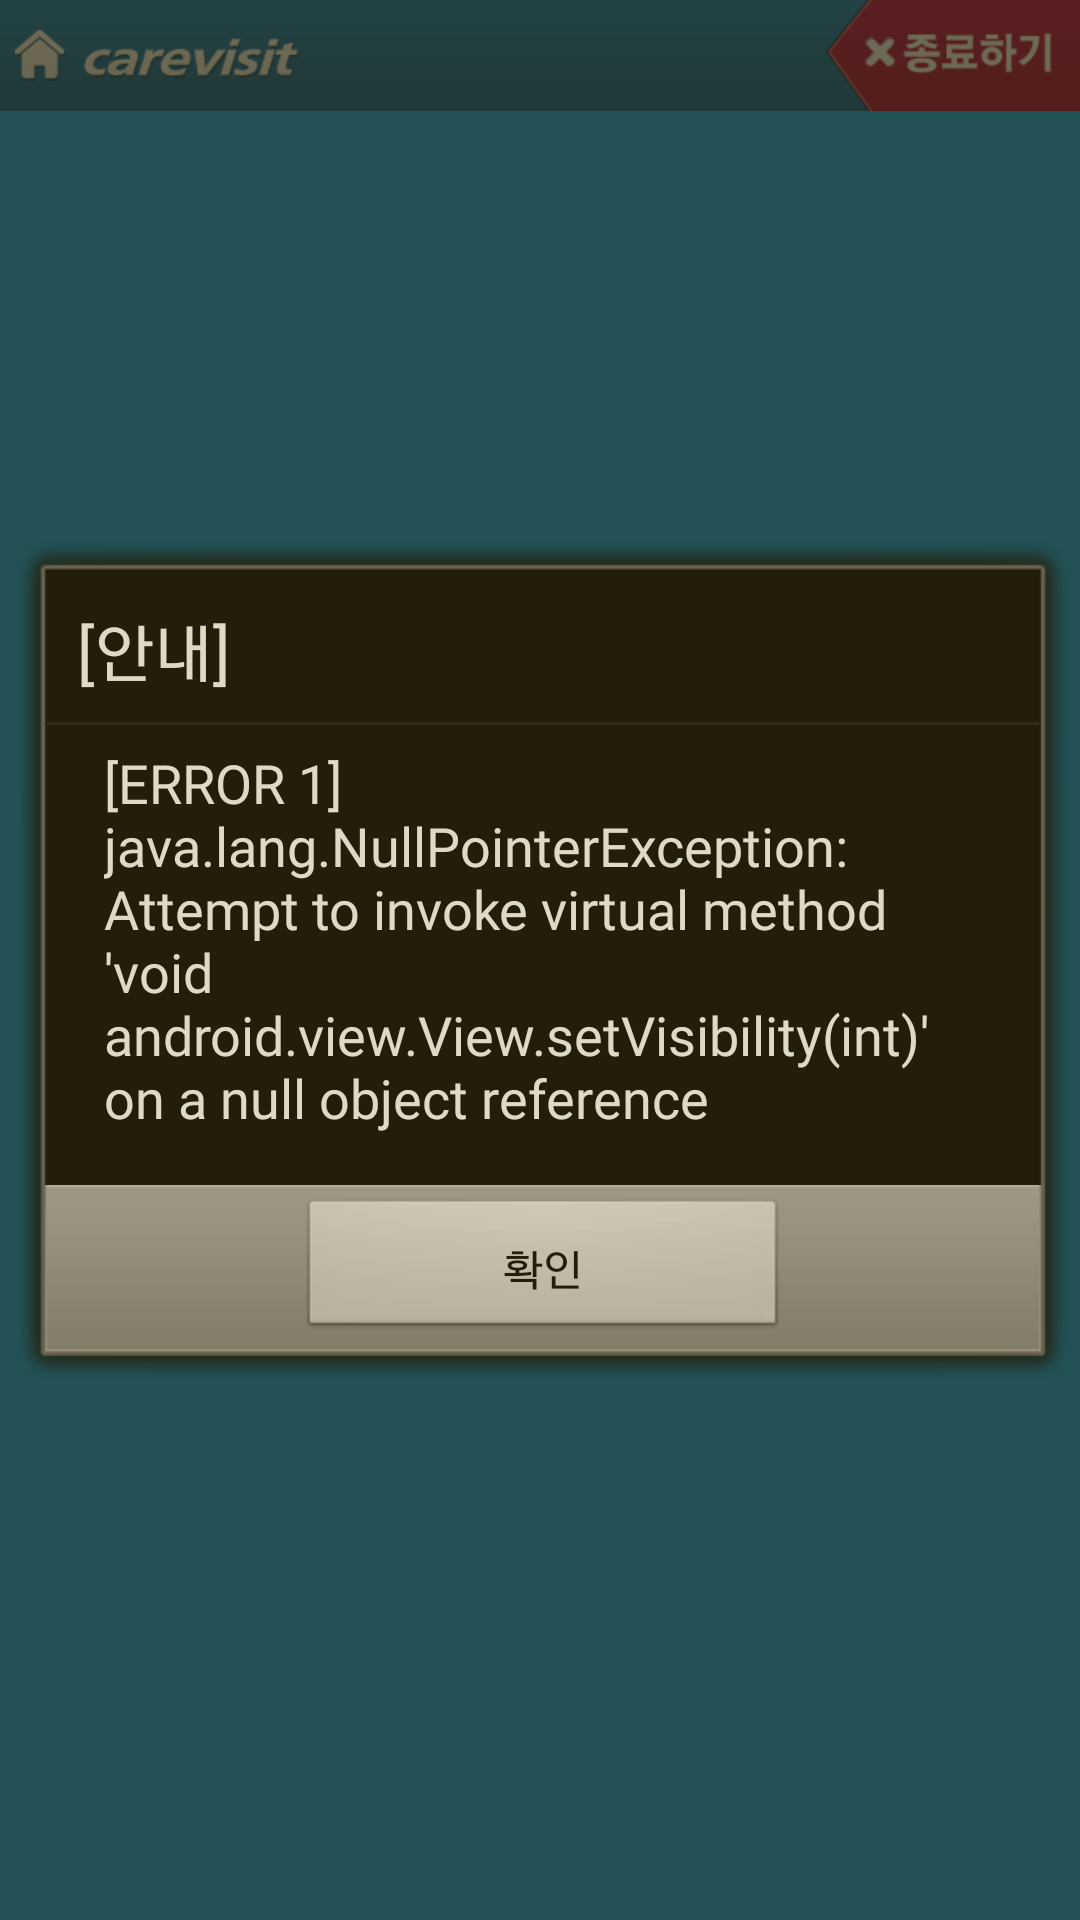 carevisit
종료하기
[안내]
[ERROR 1]
java.lang.NullPointerException:
Attempt to invoke virtual method
'void
android.view.View.setVisibility(int)'
on a null object reference
확인